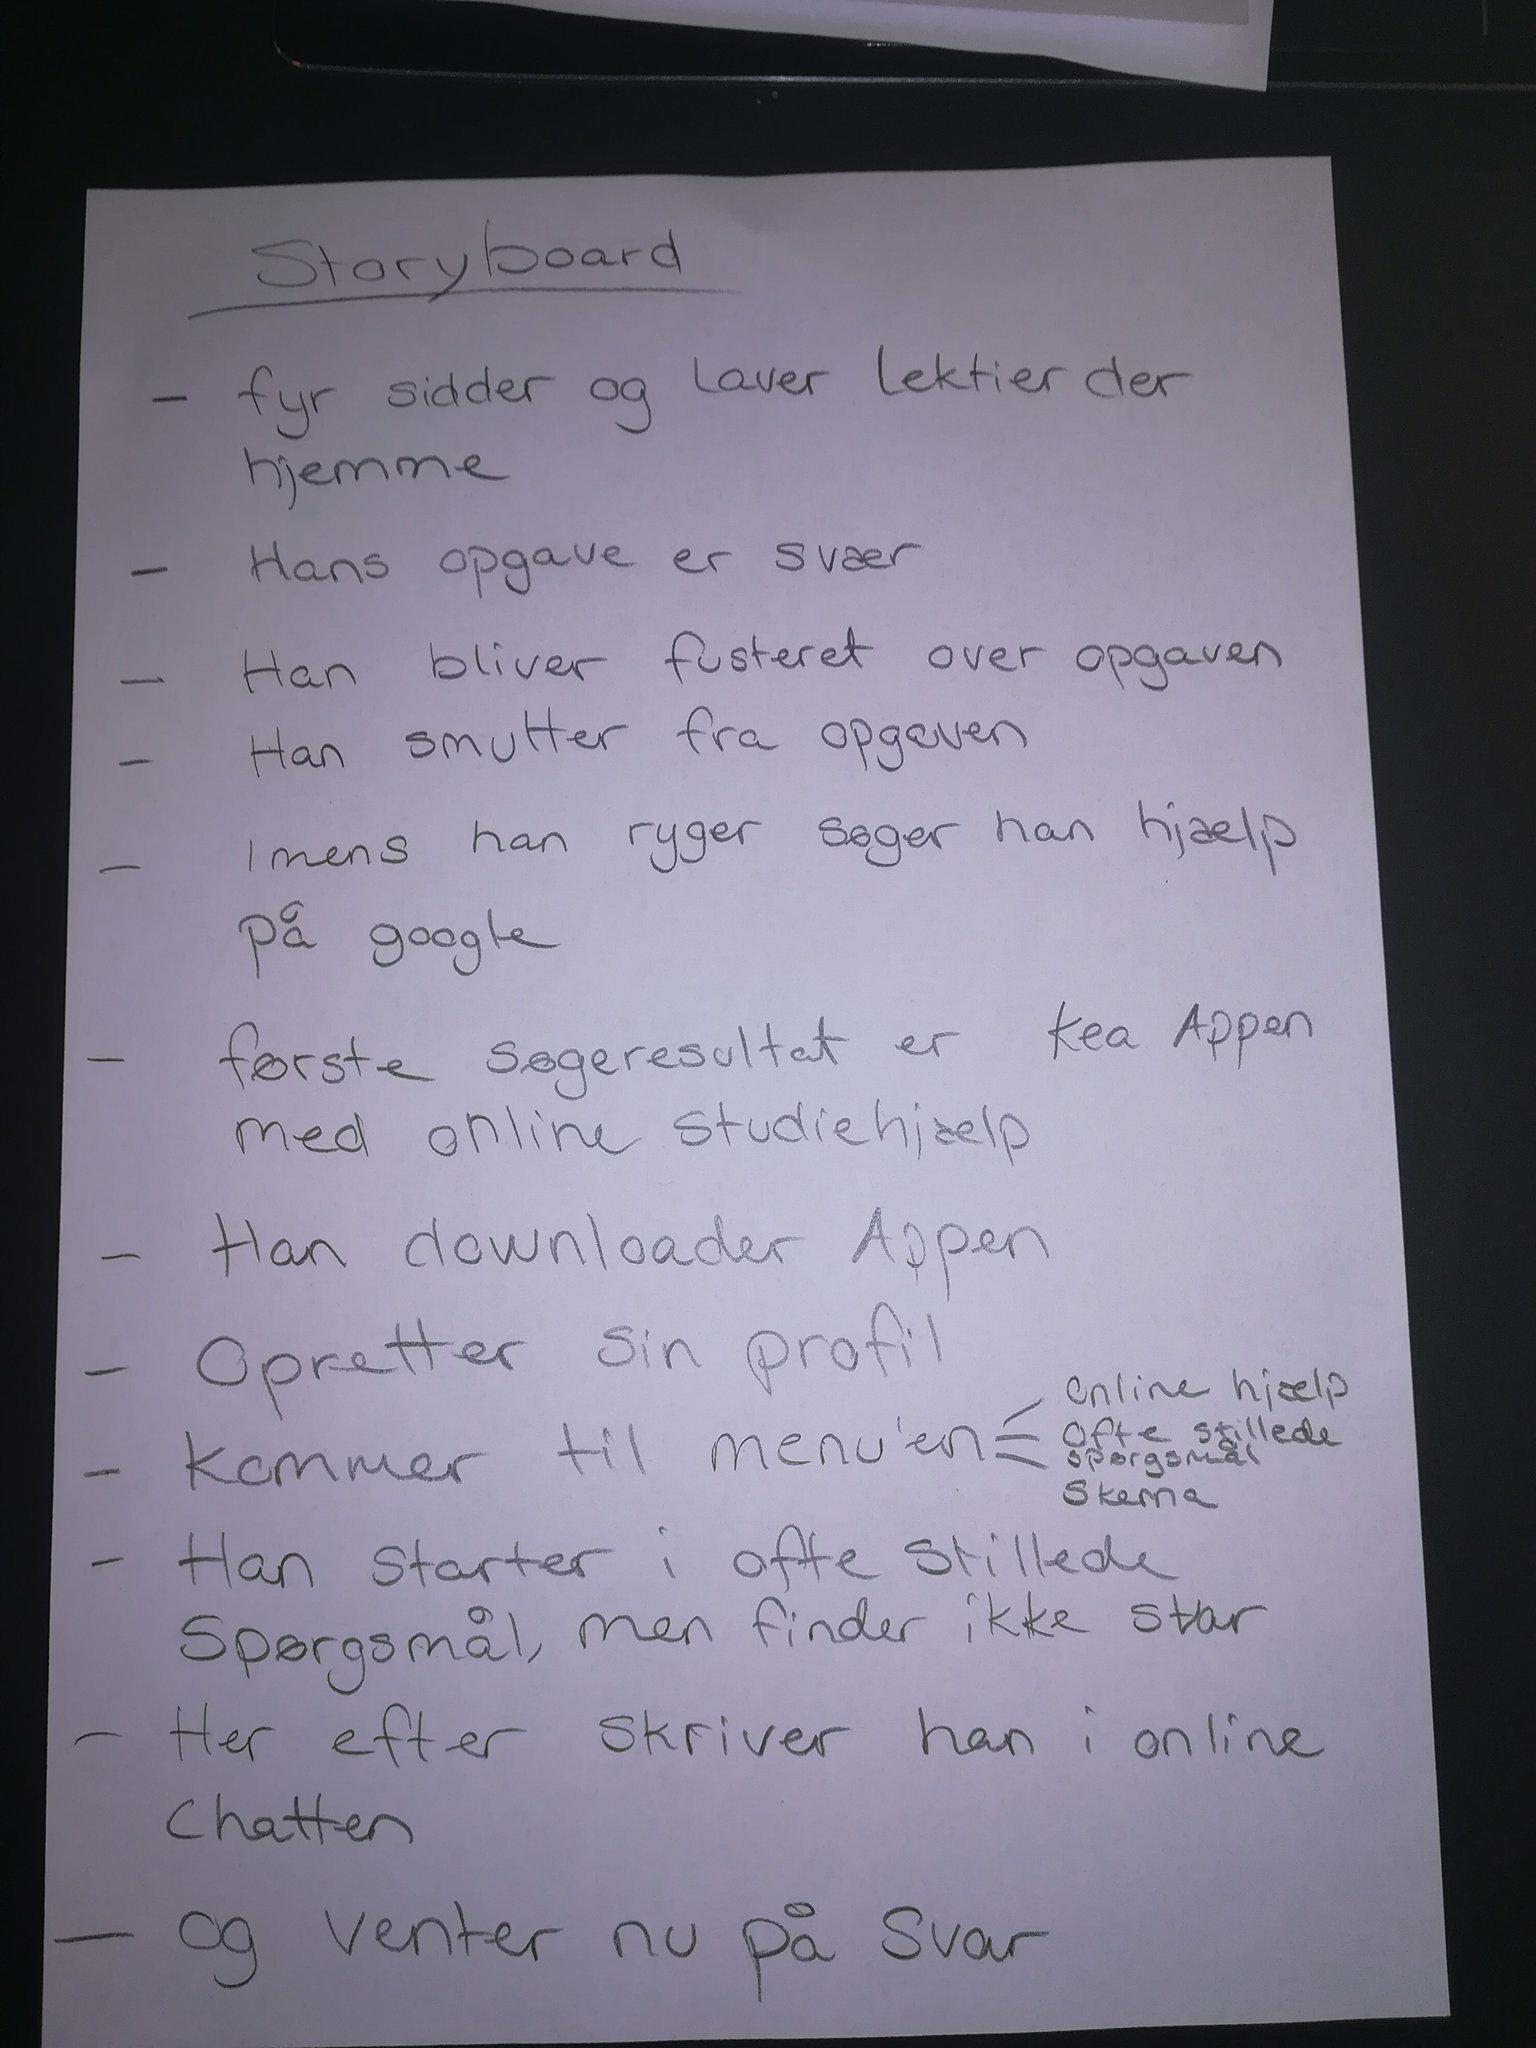 Storyboard
- fyr sidder og laver lektier der
hjemme
- Hans opgave er svær
- Han bliver fusteret over opgaven
- Han smutter fra opgaven
- Imens han ryger søger han hjælp
på google
- første søgeresultat er Kea Appen
med online studiehjælp
- Han downloader Appen
- Opretter sin profil
- Kommer til menu'en
online hjælp
ofte stillede
spørgsmål
Skema
- Han starter i ofte stillede
Spørgsmål, men finder ikke svar
- Her efter skriver han i online
Chatten
- Og venter nu på Svar